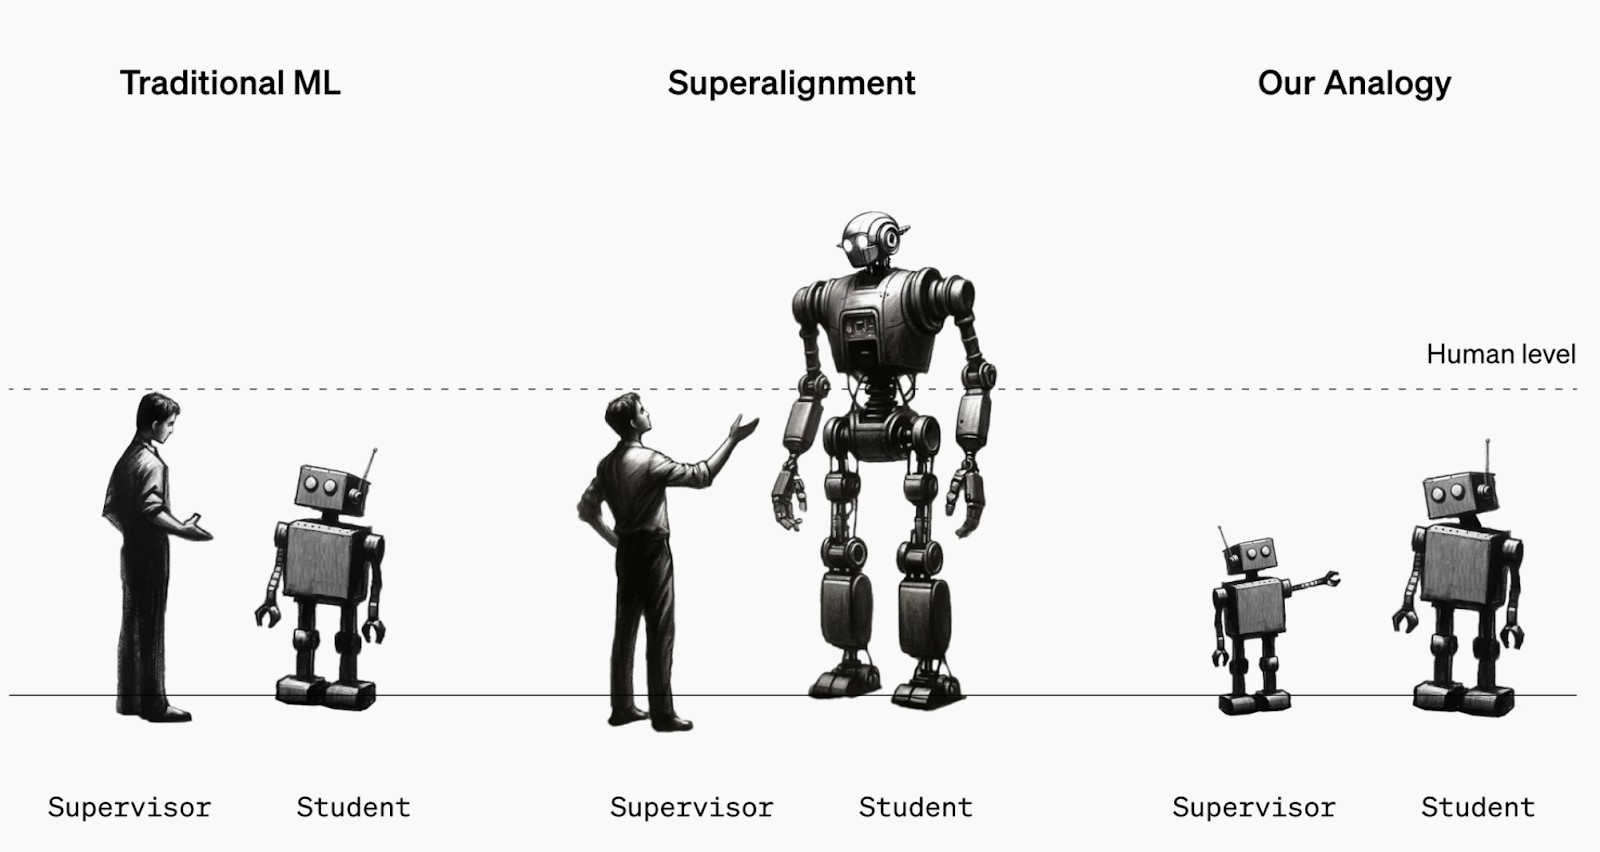 Traditional ML
Superalignment
Our Analogy
Human level
Supervisor
Student
Supervisor
Student
Supervisor
Student